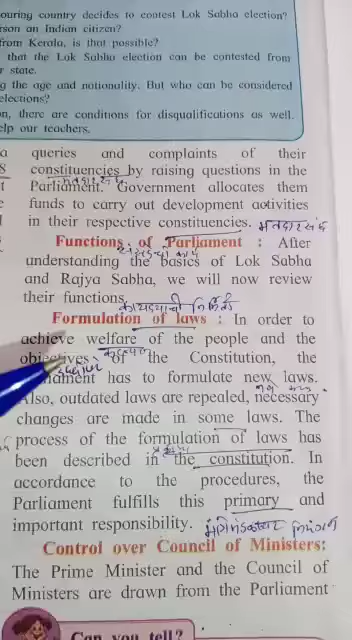 ouring country decides to contest Lok Sabha election?
rson an Indian citizen?
from Kerala, is that possible?
that the Lok Sabha election can be contested from
r state.
g the age and nationality. But who can be considered
elections?
on, there are conditions for disqualifications as well.
elp our teachers.
queries and complaints of their
constituencies by raising questions in the
Parliament. Government allocates them
funds to carry out development activities
in their respective constituencies. मतदारसंघ
Functions of Parliament : After
understanding the basics of Lok Sabha
and Rajya Sabha, we will now review
their functions.
कायद्याची निर्मिती
Formulation of laws : In order to
achieve welfare of the people and the
objectives of the Constitution, the
has to formulate new laws.
Also, outdated laws are repealed, necessary
changes are made in some laws. The
process of the formulation of laws has
been described in the constitution. In
accordance to the procedures, the
Parliament fulfills this primary and
important responsibility.
Control over Council of Ministers:
The Prime Minister and the Council of
Ministers are drawn from the Parliament
Can you tell?